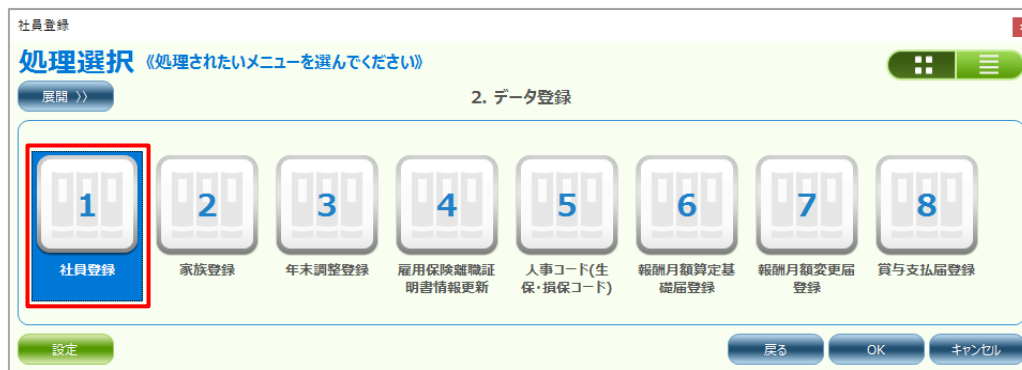 社員登録
処理選択 《処理されたいメニューを選んでください》
展開 》
2. データ登録
1
社員登録
2
家族登録
3
年末調整登録
4
雇用保険離職証
明書情報更新
5
人事コード(生
保・損保コード)
6
報酬月額算定基
礎届登録
7
報酬月額変更届
登録
8
賞与支払届登録
設定
戻る
OK
キャンセル